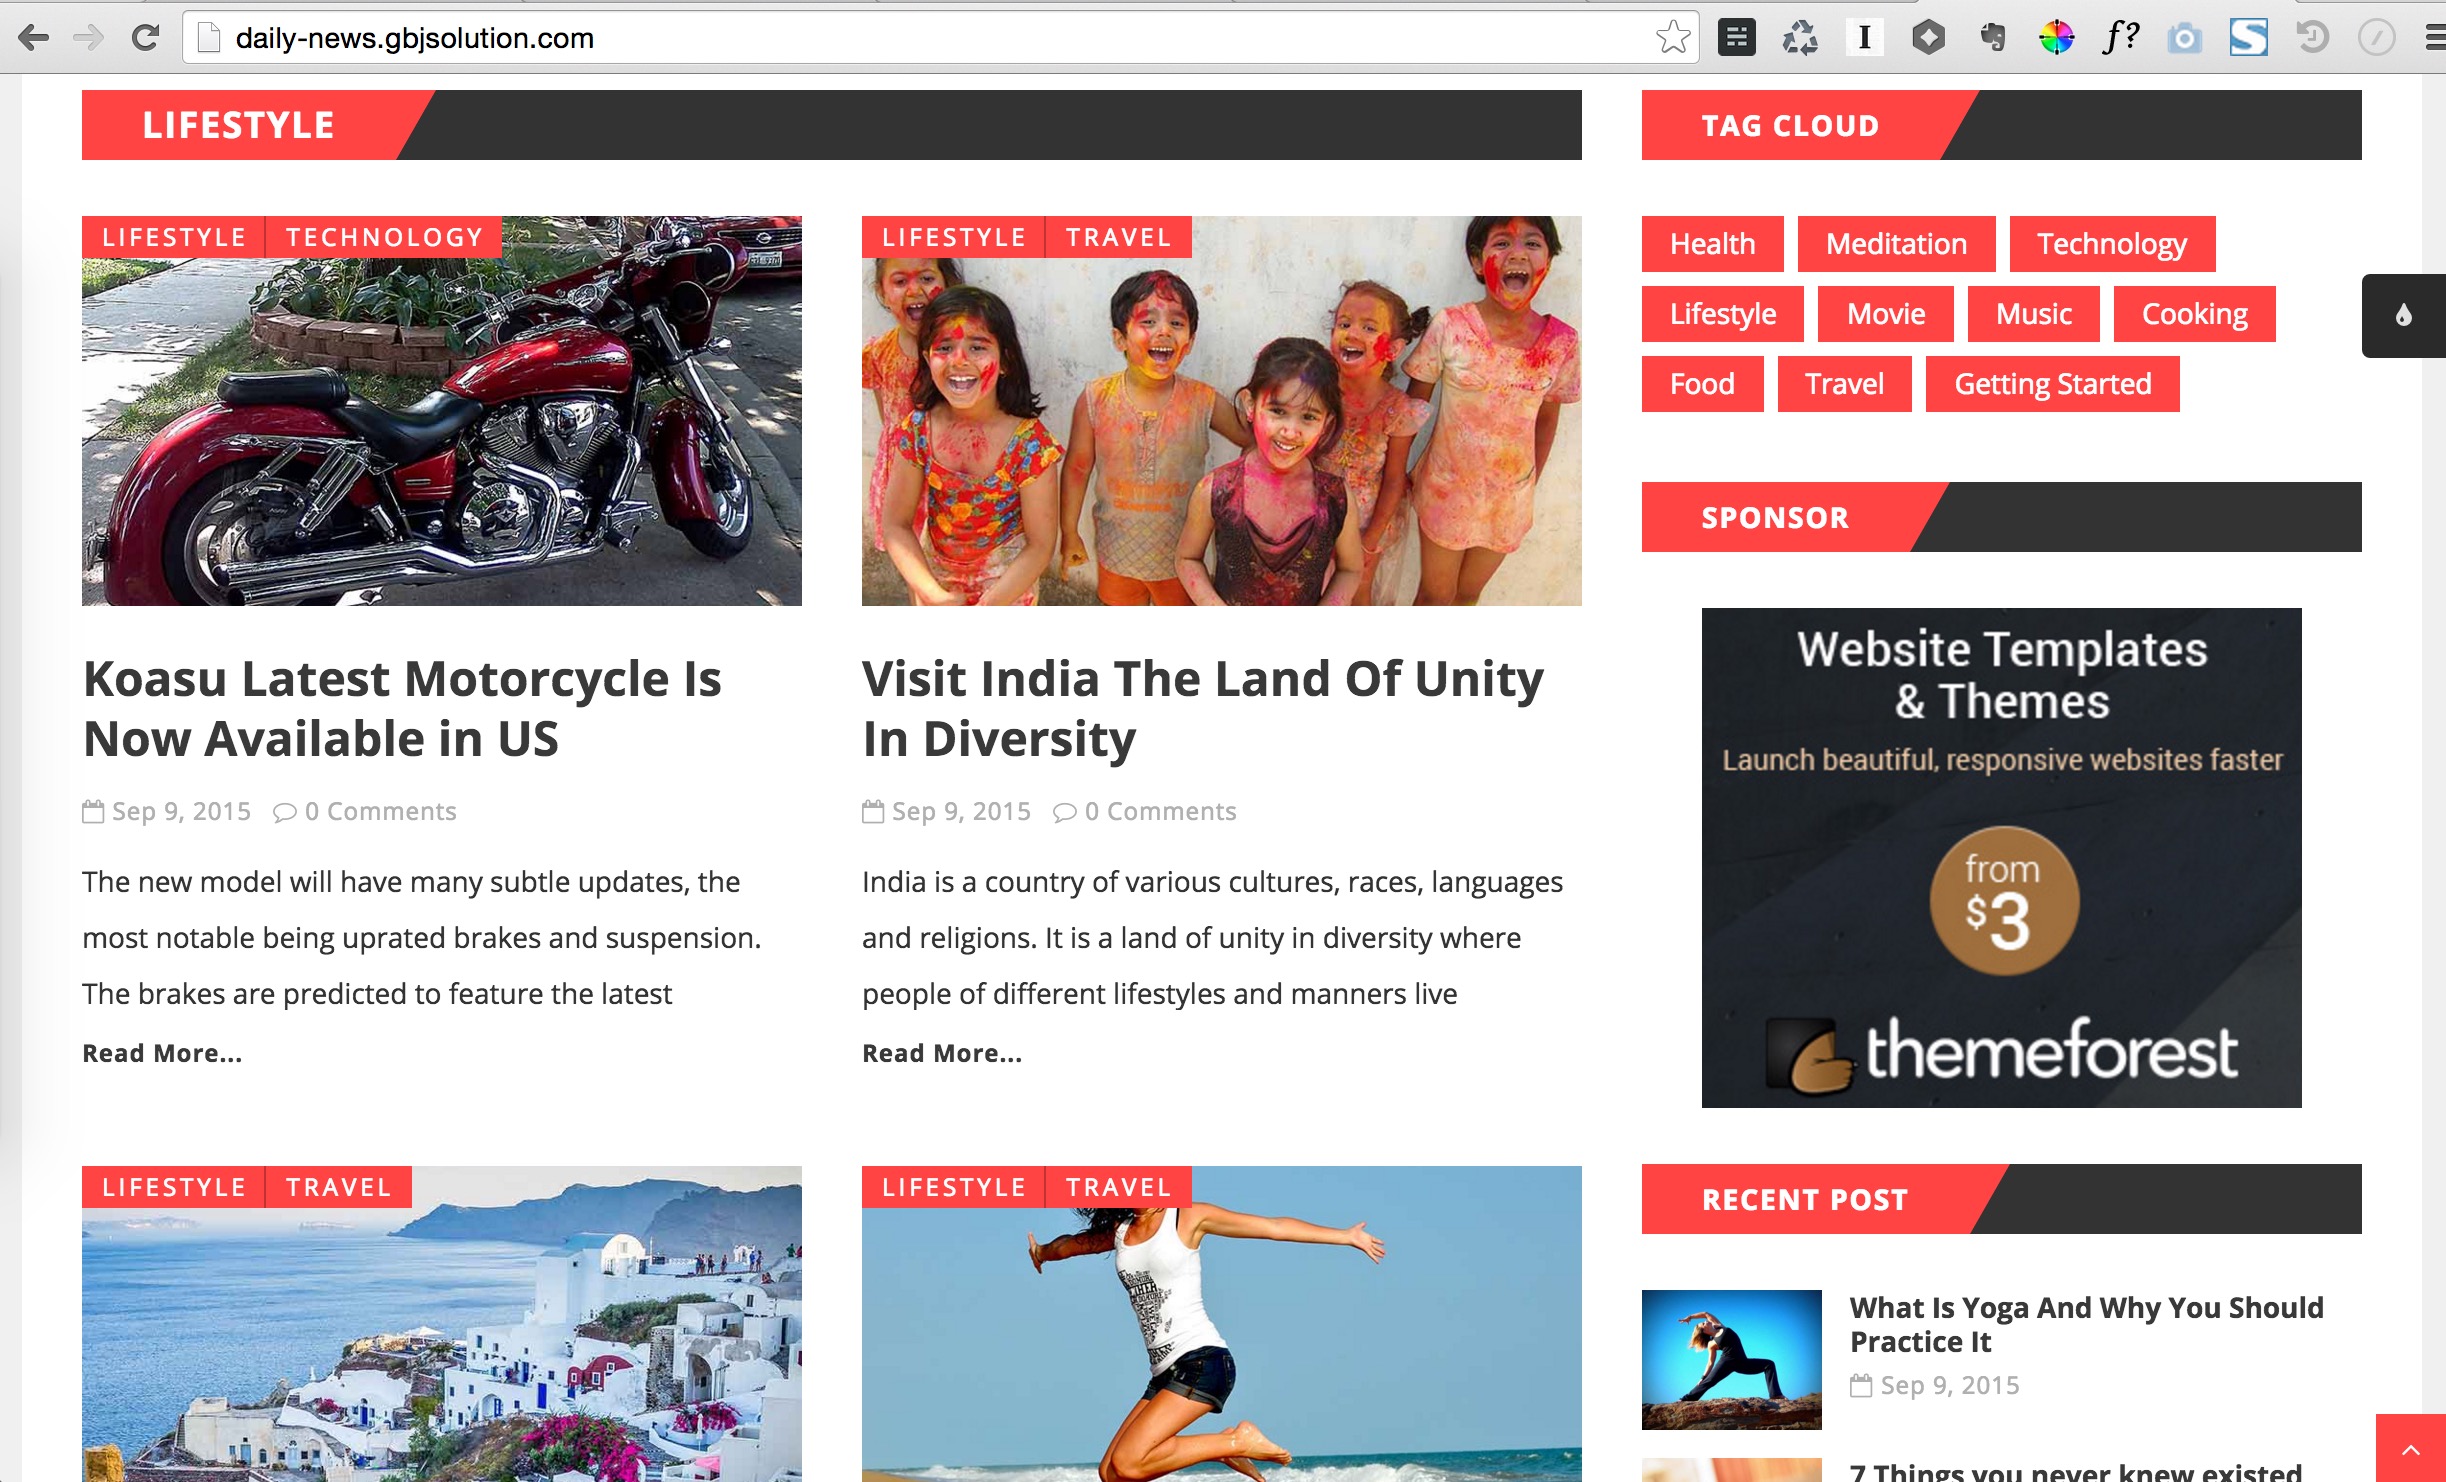 daily-news.gbjsolution.com
f?
LIFESTYLE
LIFESTYLE TECHNOLOGY
Koasu Latest Motorcycle Is
Now Available in US
Sep 9, 2015 0 Comments
The new model will have many subtle updates, the
most notable being uprated brakes and suspension.
The brakes are predicted to feature the latest
Read More...
LIFESTYLE TRAVEL
Visit India The Land Of Unity
In Diversity
Sep 9, 2015 0 Comments
India is a country of various cultures, races, languages
and religions. It is a land of unity in diversity where
people of different lifestyles and manners live
Read More...
LIFESTYLE TRAVEL
LIFESTYLE TRAVEL
TAG CLOUD
Health Meditation Technology
Lifestyle Movie Music Cooking
Food Travel Getting Started
SPONSOR
Website Templates
& Themes
Launch beautiful, responsive websites faster
from
$3
themeforest
RECENT POST
What Is Yoga And Why You Should
Practice It
Sep 9, 2015
7 Things you never knew existed